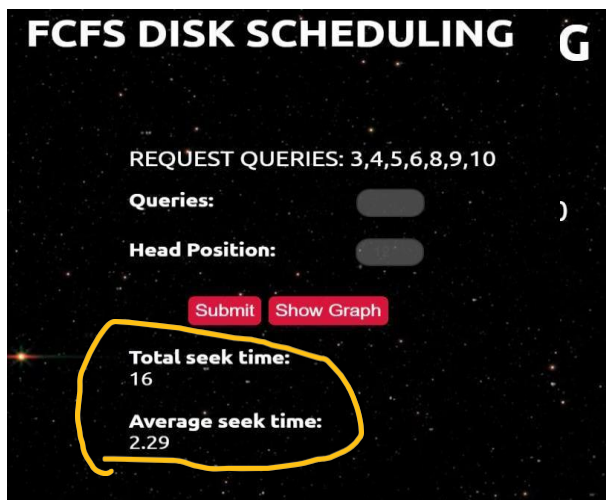 FCFS DISK SCHEDULING
G
REQUEST QUERIES: 3,4,5,6,8,9,10
Queries:
Head Position:
Submit Show Graph
Total seek time:
16
Average seek time:
2.29